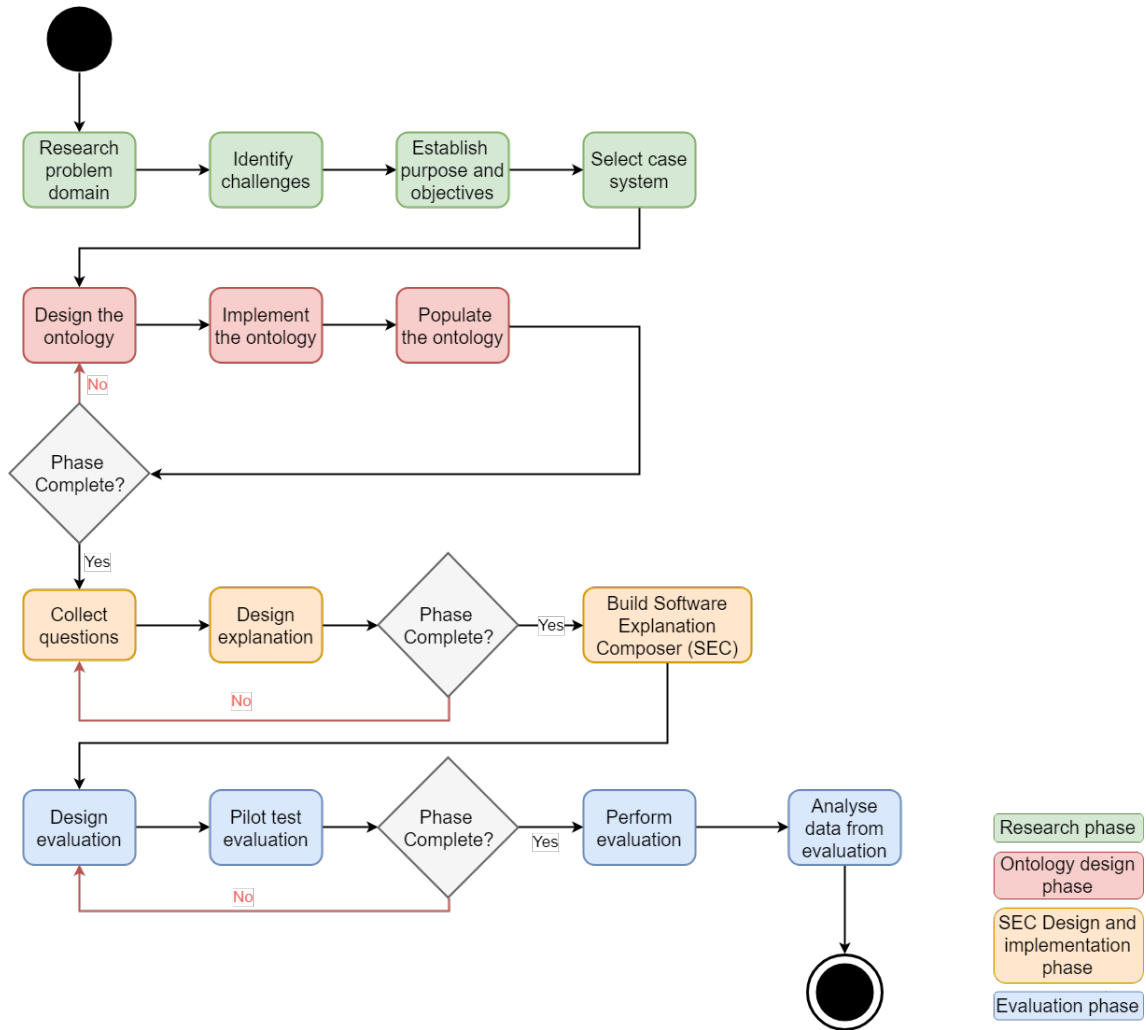 Research
problem
domain
Identify
challenges
Establish
purpose and
objectives
Select case
system
Design the
ontology
Implement
the ontology
Populate
the ontology
No
Phase
Complete?
Yes
Collect
questions
Design
explanation
Phase
Complete?
Yes
Build Software
Explanation
Composer (SEC)
No
Design
evaluation
Pilot test
evaluation
Phase
Complete?
Yes
Perform
evaluation
Analyse
data from
evaluation
No
Research phase
Ontology design
phase
SEC Design and
implementation
phase
Evaluation phase